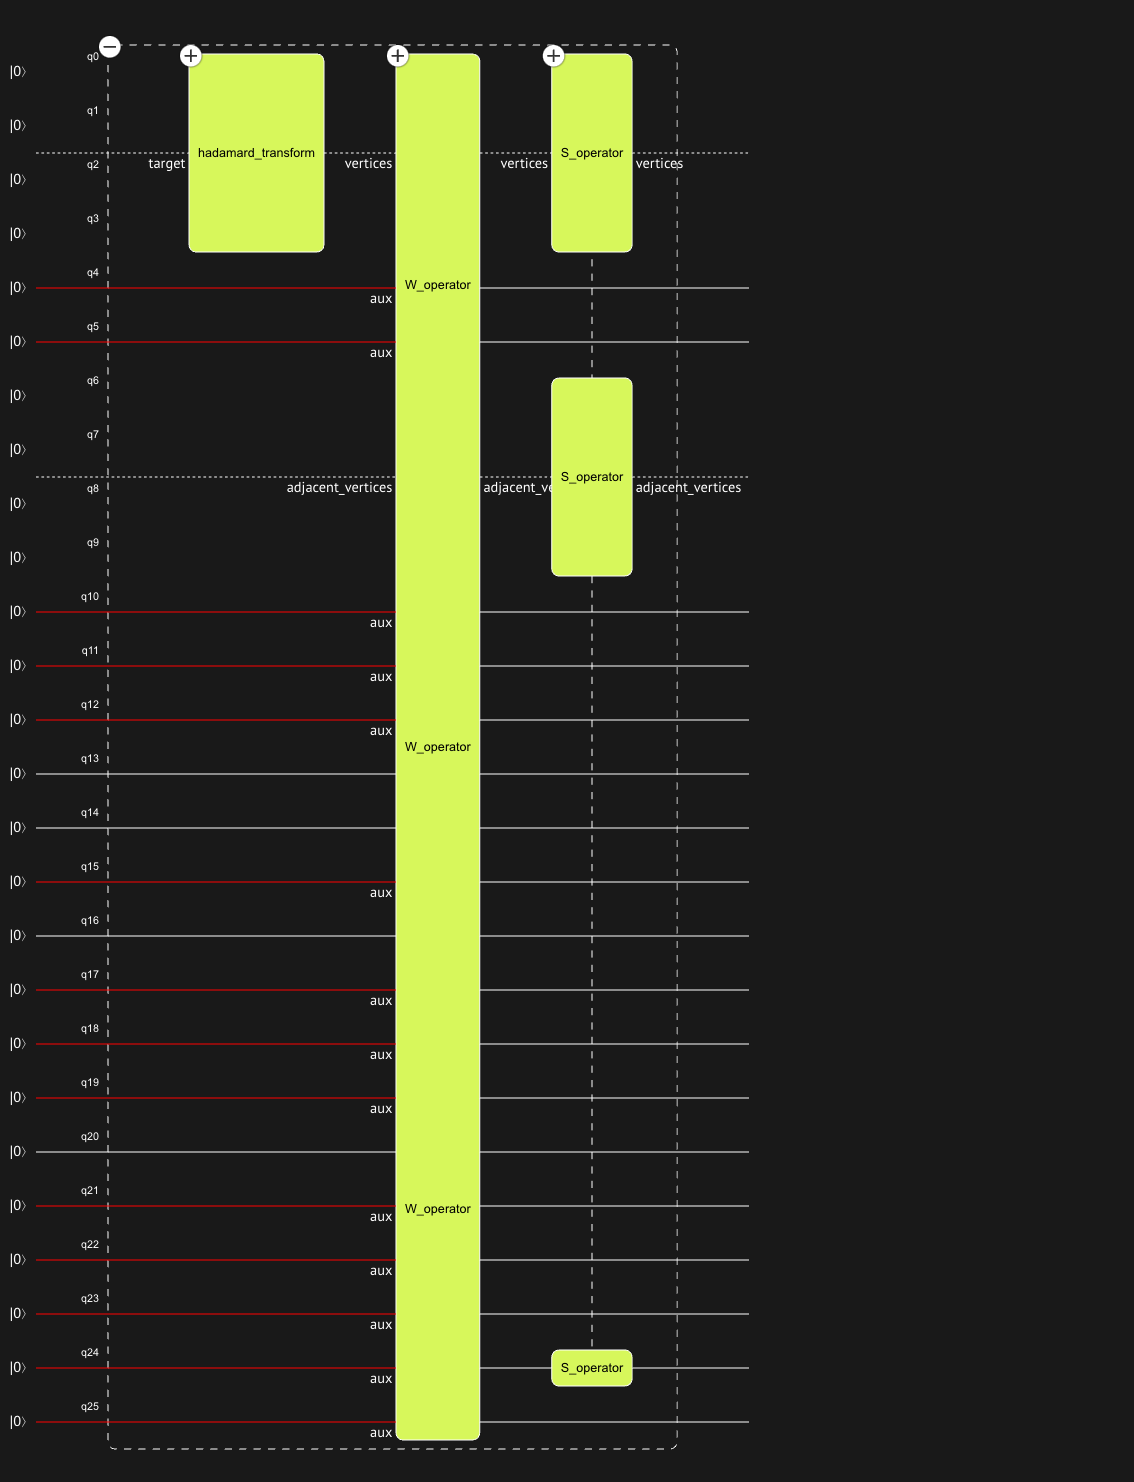 q0
|0⟩
q1
|0⟩
hadamard_transform
S_operator
target
vertices
vertices
vertices
q2
|0⟩
q3
|0⟩
q4
|0⟩
W_operator
aux
q5
|0⟩
aux
q6
|0⟩
q7
|0⟩
S_operator
q8
adjacent_vertices
adjacent_ve
adjacent_vertices
|0⟩
q9
|0⟩
q10
|0⟩
aux
q11
|0⟩
aux
q12
|0⟩
aux
W_operator
q13
|0⟩
q14
|0⟩
q15
|0⟩
aux
q16
|0⟩
q17
|0⟩
aux
q18
|0⟩
aux
q19
|0⟩
aux
q20
|0⟩
q21
|0⟩
W_operator
aux
q22
|0⟩
aux
q23
|0⟩
aux
q24
|0⟩
S_operator
aux
q25
|0⟩
aux